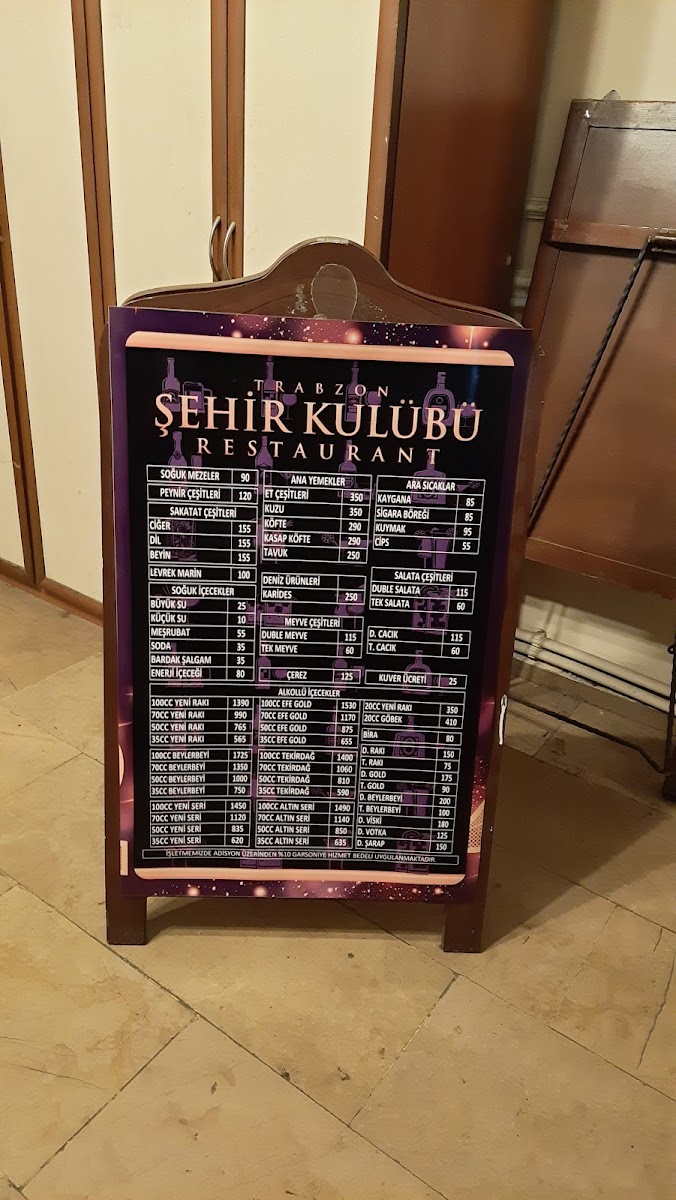 TRABZON
ŞEHİR KULÜBÜ
RESTAURANT
SOĞUK MEZELER 90
PEYNİR ÇEŞİTLERİ 120
SAKATAT ÇEŞİTLERİ
CİĞER 155
DİL 155
BEYİN 155
LEVREK MARİN 100
SOĞUK İÇECEKLER
BÜYÜK SU 25
KÜÇÜK SU 10
MEŞRUBAT 55
SODA 35
BARDAK ŞALGAM 35
ENERJİ İÇECEĞİ 80
ANA YEMEKLER
ET ÇEŞİTLERİ 350
KUZU 350
KÖFTE 290
KASAP KÖFTE 290
TAVUK 250
DENİZ ÜRÜNLERİ
KARİDES 250
MEYVE ÇEŞİTLERİ
DUBLE MEYVE 115
TEK MEYVE 60
ÇEREZ 125
ARA SICAKLAR
KAYGANA 85
SİGARA BÖREĞİ 85
KUYMAK 95
CİPS 55
SALATA ÇEŞİTLERİ
DUBLE SALATA 115
TEK SALATA 60
D. CACIK 115
T. CACIK 60
KUVER ÜCRETİ 25
ALKOLLÜ İÇECEKLER
100CC YENİ RAKI 1390
70CC YENİ RAKI 990
50CC YENİ RAKI 765
35CC YENİ RAKI 565
100CC BEYLERBEYİ 1725
70CC BEYLERBEYİ 1350
50CC BEYLERBEYİ 1000
35CC BEYLERBEYİ 750
100CC YENİ SERİ 1450
70CC YENİ SERİ 1120
50CC YENİ SERİ 835
35CC YENİ SERİ 620
100CC EFE GOLD 1530
70CC EFE GOLD 1170
50CC EFE GOLD 875
35CC EFE GOLD 655
100CC TEKİRDAĞ 1400
70CC TEKİRDAĞ 1060
50CC TEKİRDAĞ 810
35CC TEKİRDAĞ 590
100CC ALTIN SERİ 1490
70CC ALTIN SERİ 1140
50CC ALTIN SERİ 850
35CC ALTIN SERİ 635
20CC YENİ RAKI 350
20CC GÖBEK 410
BİRA 80
D. RAKI 150
T. RAKI 75
D. GOLD 175
T. GOLD 90
D. BEYLERBEYİ 200
T. BEYLERBEYİ 100
D. VİSKİ 180
D. VOTKA 125
D. ŞARAP 150
İŞLETMEMİZDE ADİSYON ÜZERİNDEN %10 GARSONİYE HİZMET BEDELİ UYGULANMAKTADIR.